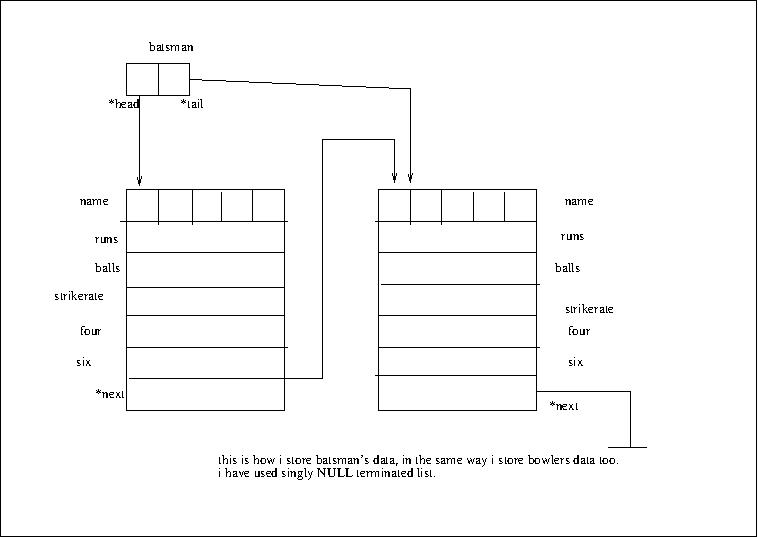 batsman
*head *tail
name name
runs runs
balls balls
strikerate strikerate
four four
six six
*next *next
this is how i store batsman's data, in the same way i store bowlers data too.
i have used singly NULL terminated list.